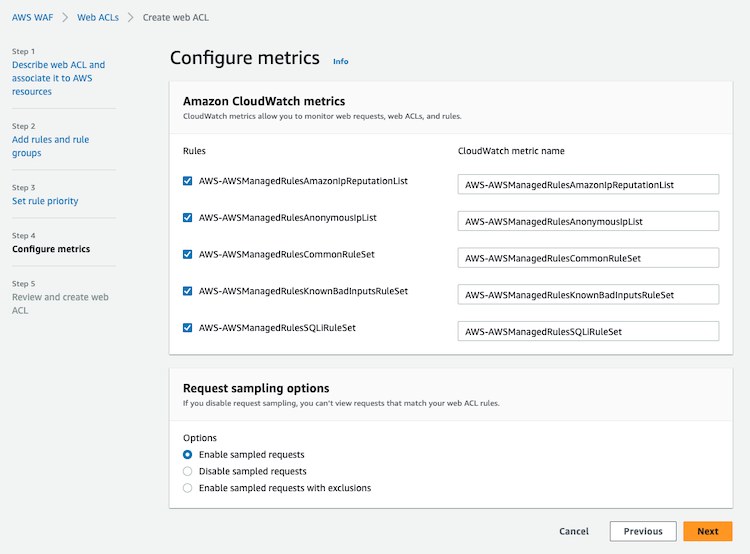 AWS WAF > Web ACLs > Create web ACL
Step 1
Describe web ACL and
associate it to AWS
resources
Step 2
Add rules and rule
groups
Step 3
Set rule priority
Step 4
Configure metrics
Step 5
Review and create web
ACL
Configure metrics Info
Amazon CloudWatch metrics
CloudWatch metrics allow you to monitor web requests, web ACLs, and rules.
Rules CloudWatch metric name
AWS-AWSManagedRulesAmazonIpReputationList AWS-AWSManagedRulesAmazonIpReputationList
AWS-AWSManagedRulesAnonymousIpList AWS-AWSManagedRulesAnonymousIpList
AWS-AWSManagedRulesCommonRuleSet AWS-AWSManagedRulesCommonRuleSet
AWS-AWSManagedRulesKnownBadInputsRuleSet AWS-AWSManagedRulesKnownBadInputsRuleSet
AWS-AWSManagedRulesSQLiRuleSet AWS-AWSManagedRulesSQLiRuleSet
Request sampling options
If you disable request sampling, you can't view requests that match your web ACL rules.
Options
Enable sampled requests
Disable sampled requests
Enable sampled requests with exclusions
Cancel Previous Next